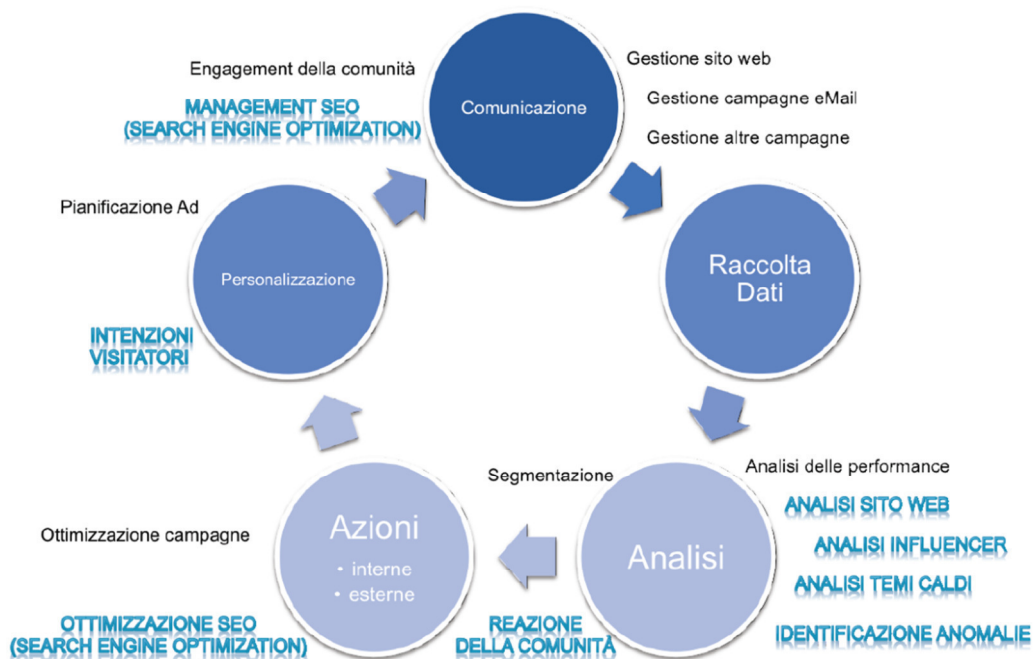 Engagement della comunità
MANAGEMENT SEO
(SEARCH ENGINE OPTIMIZATION)
Comunicazione
Gestione sito web
Gestione campagne eMail
Gestione altre campagne
Pianificazione Ad
Personalizzazione
INTENZIONI
VISITATORI
Raccolta
Dati
Segmentazione
Analisi delle performance
ANALISI SITO WEB
ANALISI INFLUENCER
ANALISI TEMI CALDI
IDENTIFICAZIONE ANOMALIE
Analisi
REAZIONE
DELLA COMUNITÀ
Azioni
• interne
• esterne
Ottimizzazione campagne
OTTIMIZZAZIONE SEO
(SEARCH ENGINE OPTIMIZATION)